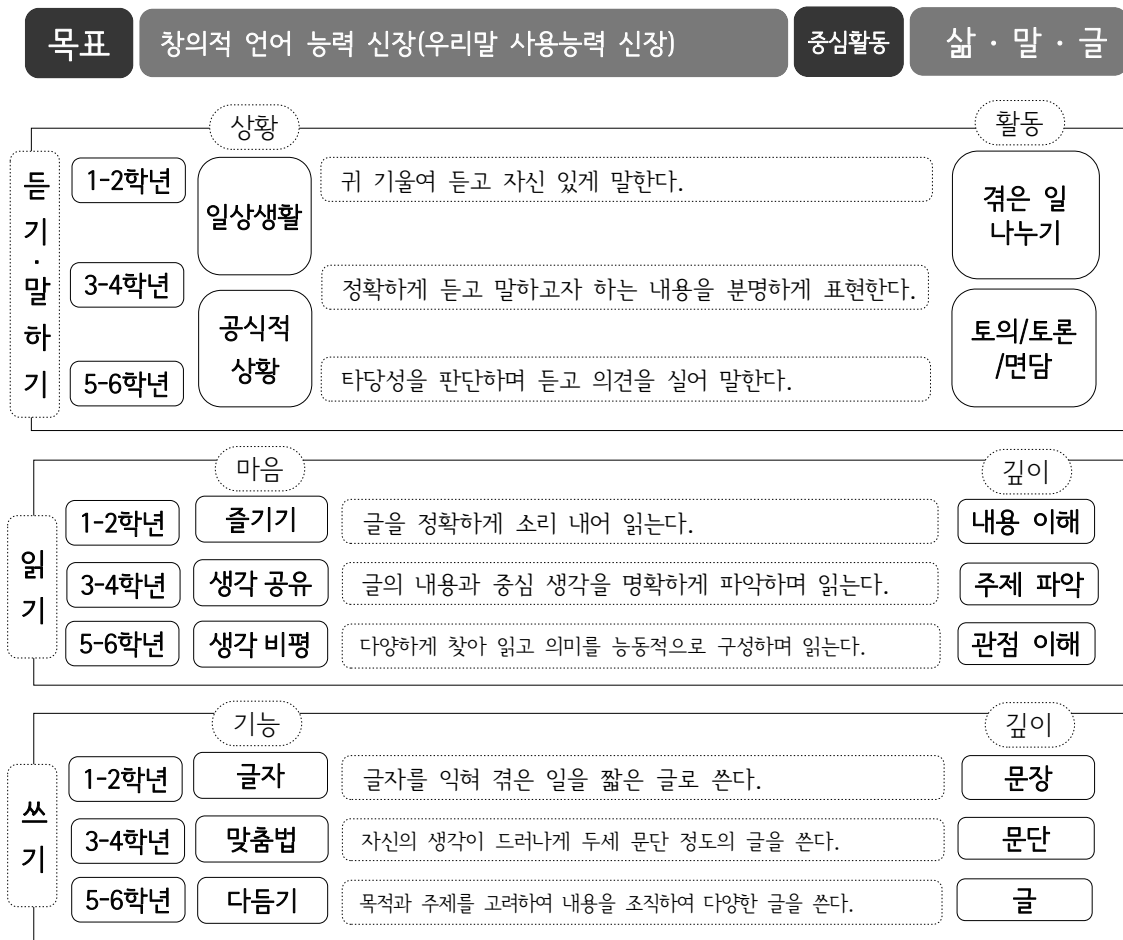 목표 창의적 언어 능력 신장(우리말 사용능력 신장) 중심활동 삶 · 말 · 글
상황 활동
듣기·말하기
1-2학년 일상생활 귀 기울여 듣고 자신 있게 말한다. 겪은 일
나누기
3-4학년 정확하게 듣고 말하고자 하는 내용을 분명하게 표현한다.
공식적
상황
토의/토론
/면담
5-6학년 타당성을 판단하며 듣고 의견을 실어 말한다.
마음 깊이
읽기
1-2학년 즐기기 글을 정확하게 소리 내어 읽는다. 내용 이해
3-4학년 생각 공유 글의 내용과 중심 생각을 명확하게 파악하며 읽는다. 주제 파악
5-6학년 생각 비평 다양하게 찾아 읽고 의미를 능동적으로 구성하며 읽는다. 관점 이해
기능 깊이
쓰기
1-2학년 글자 글자를 익혀 겪은 일을 짧은 글로 쓴다. 문장
3-4학년 맞춤법 자신의 생각이 드러나게 두세 문단 정도의 글을 쓴다. 문단
5-6학년 다듬기 목적과 주제를 고려하여 내용을 조직하여 다양한 글을 쓴다. 글